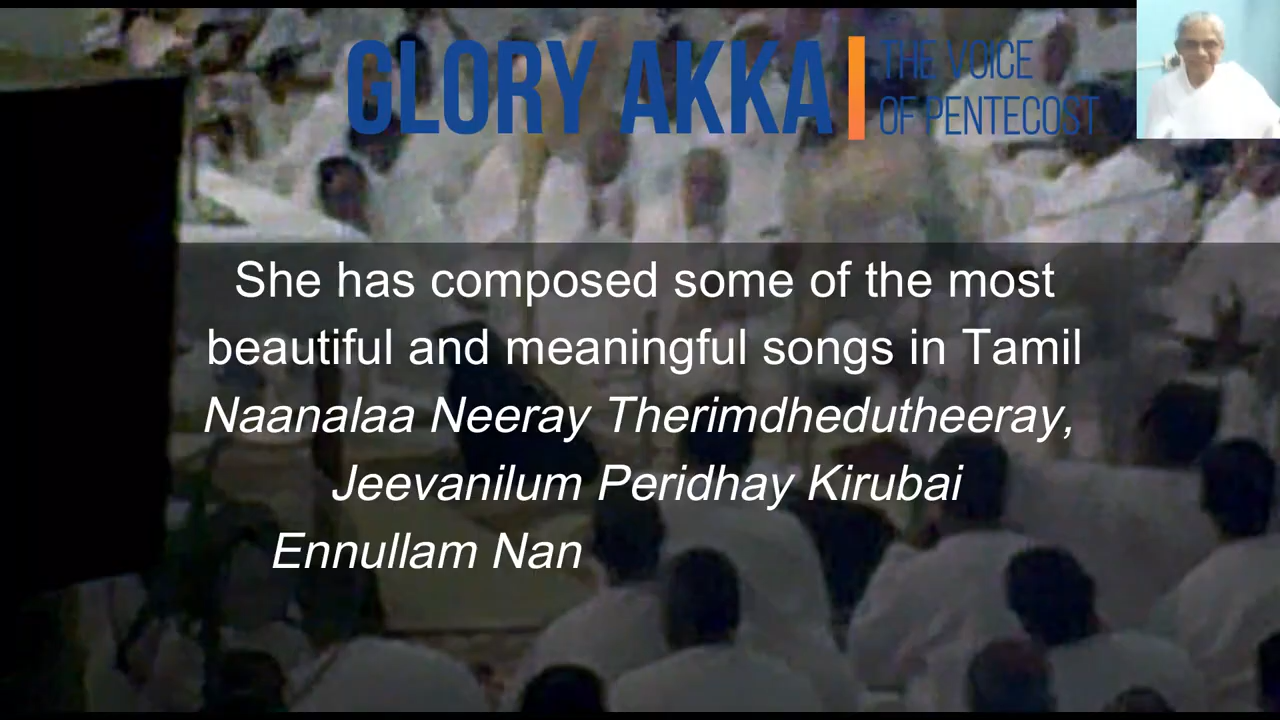 GLORY AKKA
THE VOICE
OF PENTECOST
She has composed some of the most
beautiful and meaningful songs in Tamil
Naanalaa Neeray Therimdhedutheeray,
Jeevanilum Peridhay Kirubai
Ennullam Nan